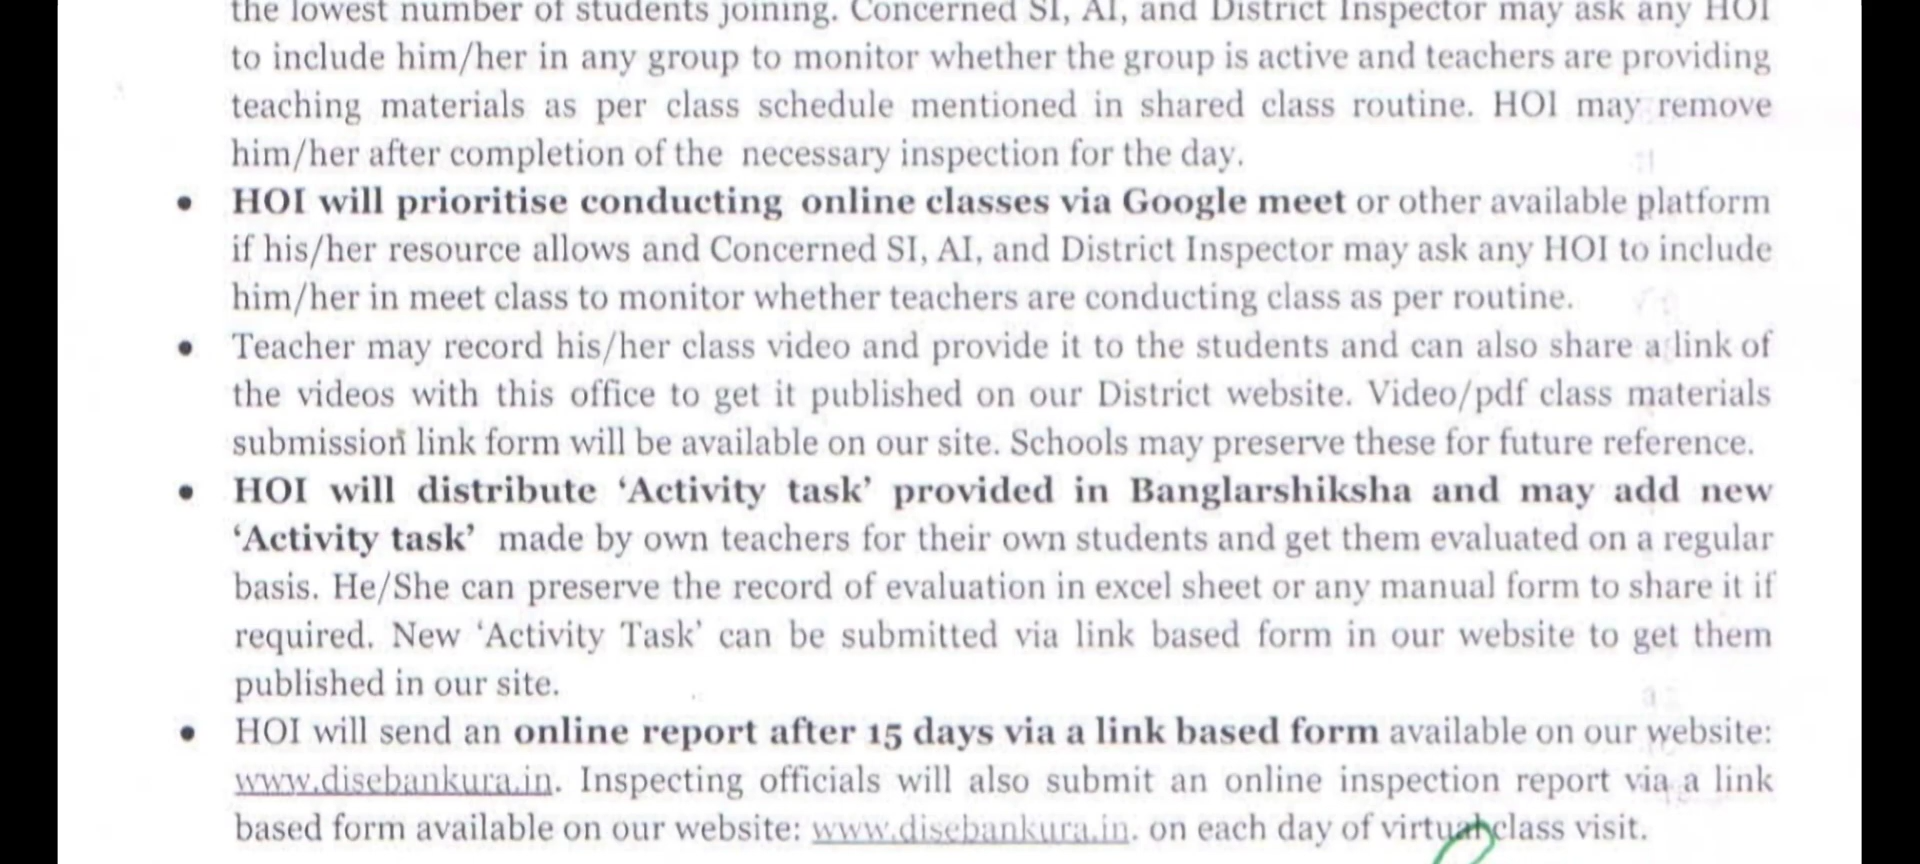 the lowest number of students joining. Concerned SI, AI, and District Inspector may ask any HOI
to include him/her in any group to monitor whether the group is active and teachers are providing
teaching materials as per class schedule mentioned in shared class routine. HOI may remove
him/her after completion of the necessary inspection for the day.
• HOI will prioritise conducting online classes via Google meet or other available platform
if his/her resource allows and Concerned SI, AI, and District Inspector may ask any HOI to include
him/her in meet class to monitor whether teachers are conducting class as per routine.
• Teacher may record his/her class video and provide it to the students and can also share a link of
the videos with this office to get it published on our District website. Video/pdf class materials
submission link form will be available on our site. Schools may preserve these for future reference.
• HOI will distribute ‘Activity task’ provided in Banglarshiksha and may add new
‘Activity task’ made by own teachers for their own students and get them evaluated on a regular
basis. He/She can preserve the record of evaluation in excel sheet or any manual form to share it if
required. New ‘Activity Task’ can be submitted via link based form in our website to get them
published in our site.
• HOI will send an online report after 15 days via a link based form available on our website:
www.disebankura.in. Inspecting officials will also submit an online inspection report via a link
based form available on our website: www.disebankura.in. on each day of virtual class visit.